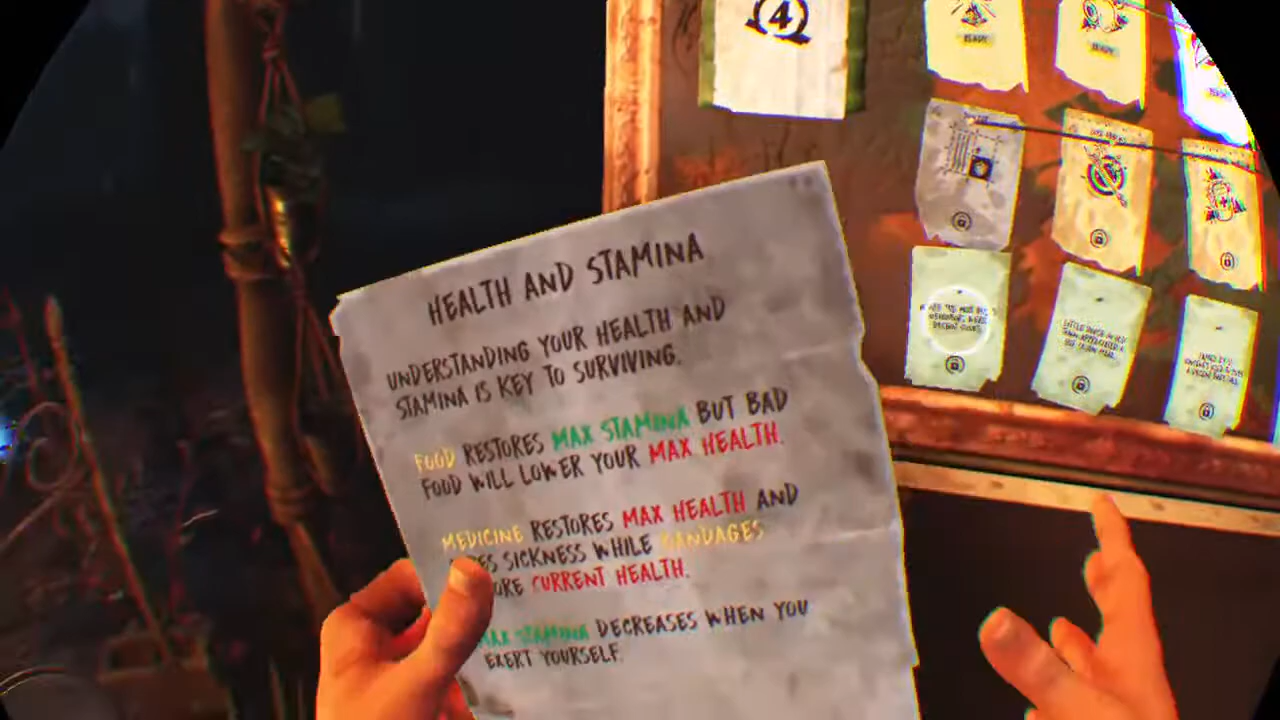 4
READY
READY
HEALTH AND STAMINA
UNDERSTANDING YOUR HEALTH AND
STAMINA IS KEY TO SURVIVING.
FOOD RESTORES MAX STAMINA BUT BAD
FOOD WILL LOWER YOUR MAX HEALTH.
MEDICINE RESTORES MAX HEALTH AND
SICKNESS WHILE BANDAGES
CURRENT HEALTH.
MAX STAMINA DECREASES WHEN YOU
EXERT YOURSELF.